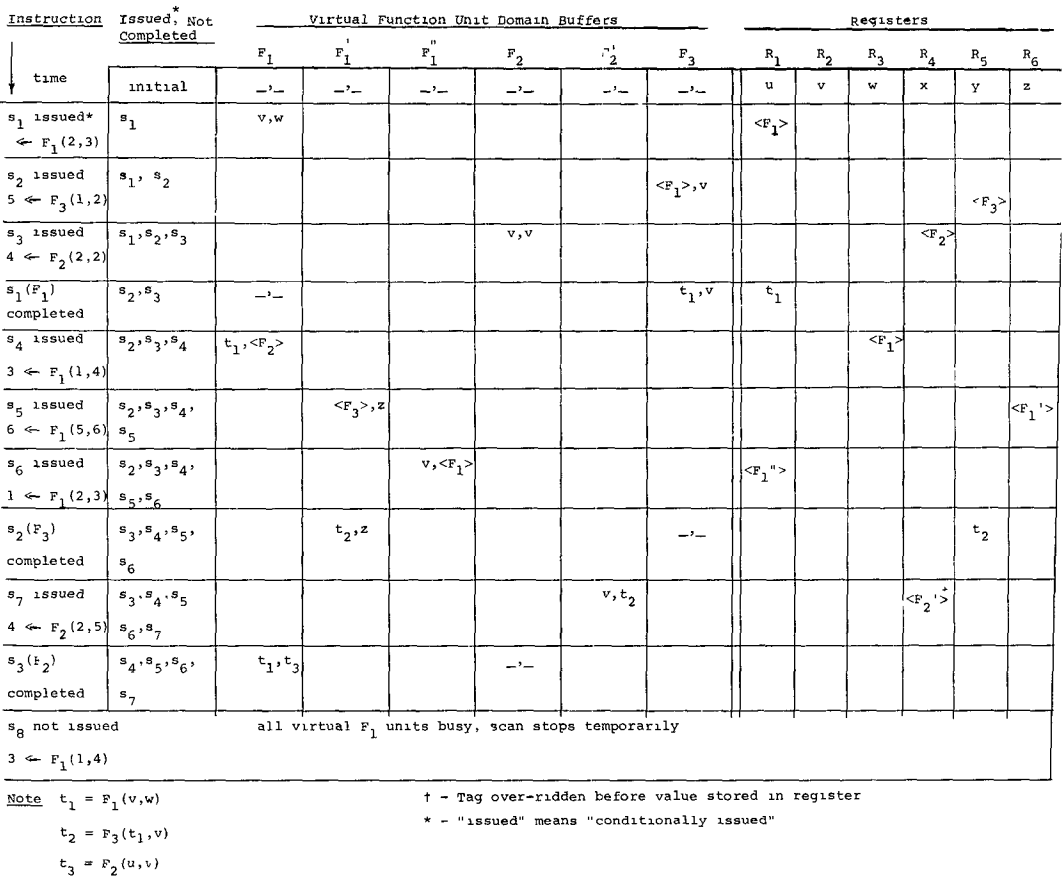 Instruction Issued,* Not Completed Virtual Function Unit Domain Buffers Registers
F1 F1' F1" F2 F2' F3 R1 R2 R3 R4 R5 R6
time initial —,— —,— —,— —,— —,— —,— u v w x y z
s1 issued* s1 v,w <F1>
← F1(2,3)
s2 issued s1, s2 <F1>,v <F3>
5 ← F3(1,2)
s3 issued s1,s2,s3 v,v <F2>
4 ← F2(2,2)
s1(F1) s2,s3 —,— t1,v t1
completed
s4 issued s2,s3,s4 t1,<F2> <F1>
3 ← F1(1,4)
s5 issued s2,s3,s4, <F3>,z <F1'>
6 ← F1(5,6) s5
s6 issued s2,s3,s4, v,<F1> <F1">
1 ← F1(2,3) s5,s6
s2(F3) s3,s4,s5, t2,z —,— t2
completed s6
s7 issued s3,s4,s5 v,t2 <F2'>†
4 ← F2(2,5) s6,s7
s3(F2) s4,s5,s6, t1,t3 —,—
completed s7
s8 not issued all virtual F1 units busy, scan stops temporarily
3 ← F1(1,4)
Note t1 = F1(v,w) † - Tag over-ridden before value stored in register
* - "issued" means "conditionally issued"
t2 = F3(t1,v)
t3 = F2(u,v)